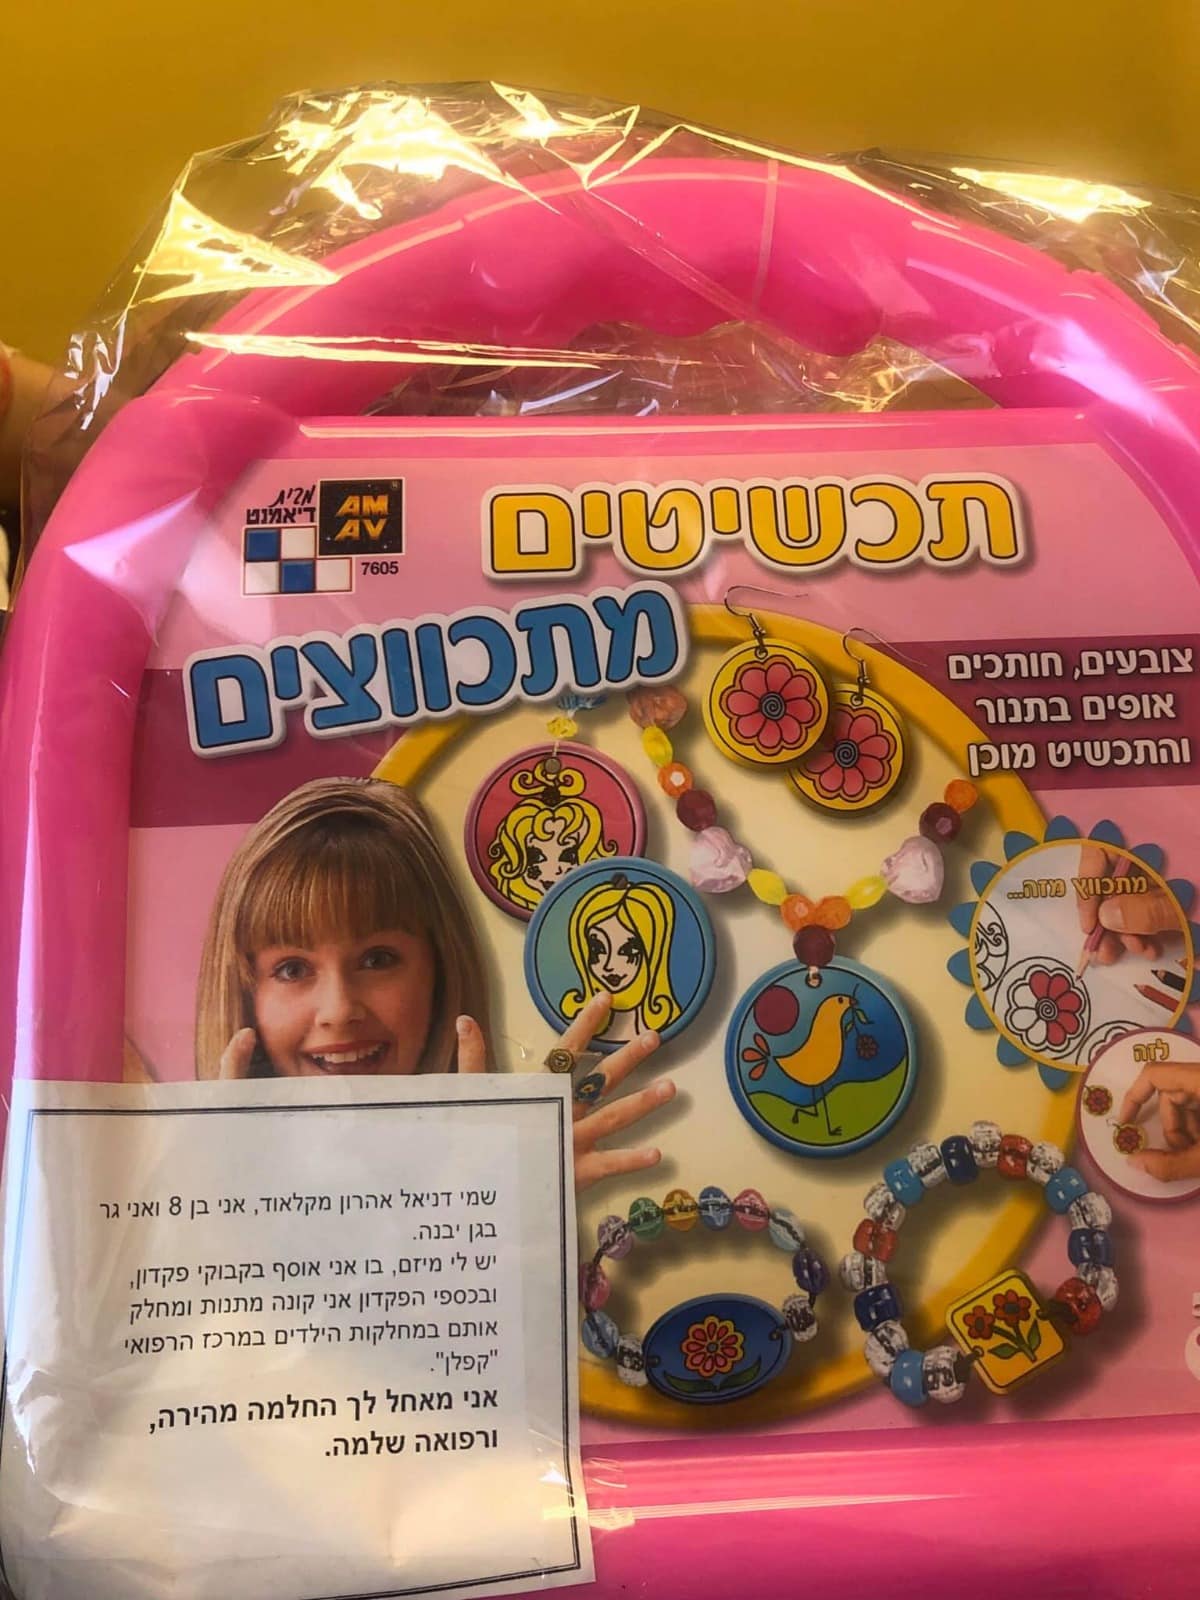 תכשיטים
מתכווצים
מרית
דיאמנט
AM
AV
7605
צובעים, חותכים
אופים בתנור
והתכשיט מוכן
מתכווץ מזה...
לזה
שמי דניאל אהרון מקלאוד, אני בן 8 ואני גר
בגן יבנה.
יש לי מיזם, בו אני אוסף בקבוקי פקדון,
ובכספי הפקדון אני קונה מתנות ומחלק
אותם במחלקות הילדים במרכז הרפואי
"קפלן".
אני מאחל לך החלמה מהירה,
ורפואה שלמה.